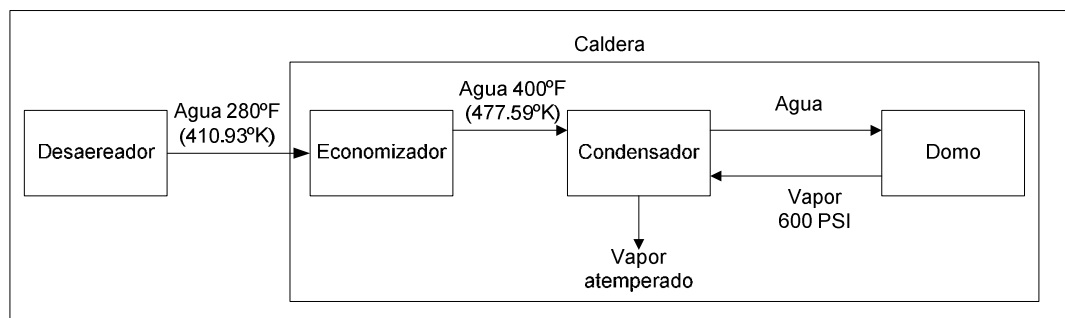 Caldera
Agua 280ºF
(410.93ºK)
Agua 400ºF
(477.59ºK)
Agua
Desaereador
Economizador
Condensador
Domo
Vapor
600 PSI
Vapor
atemperado